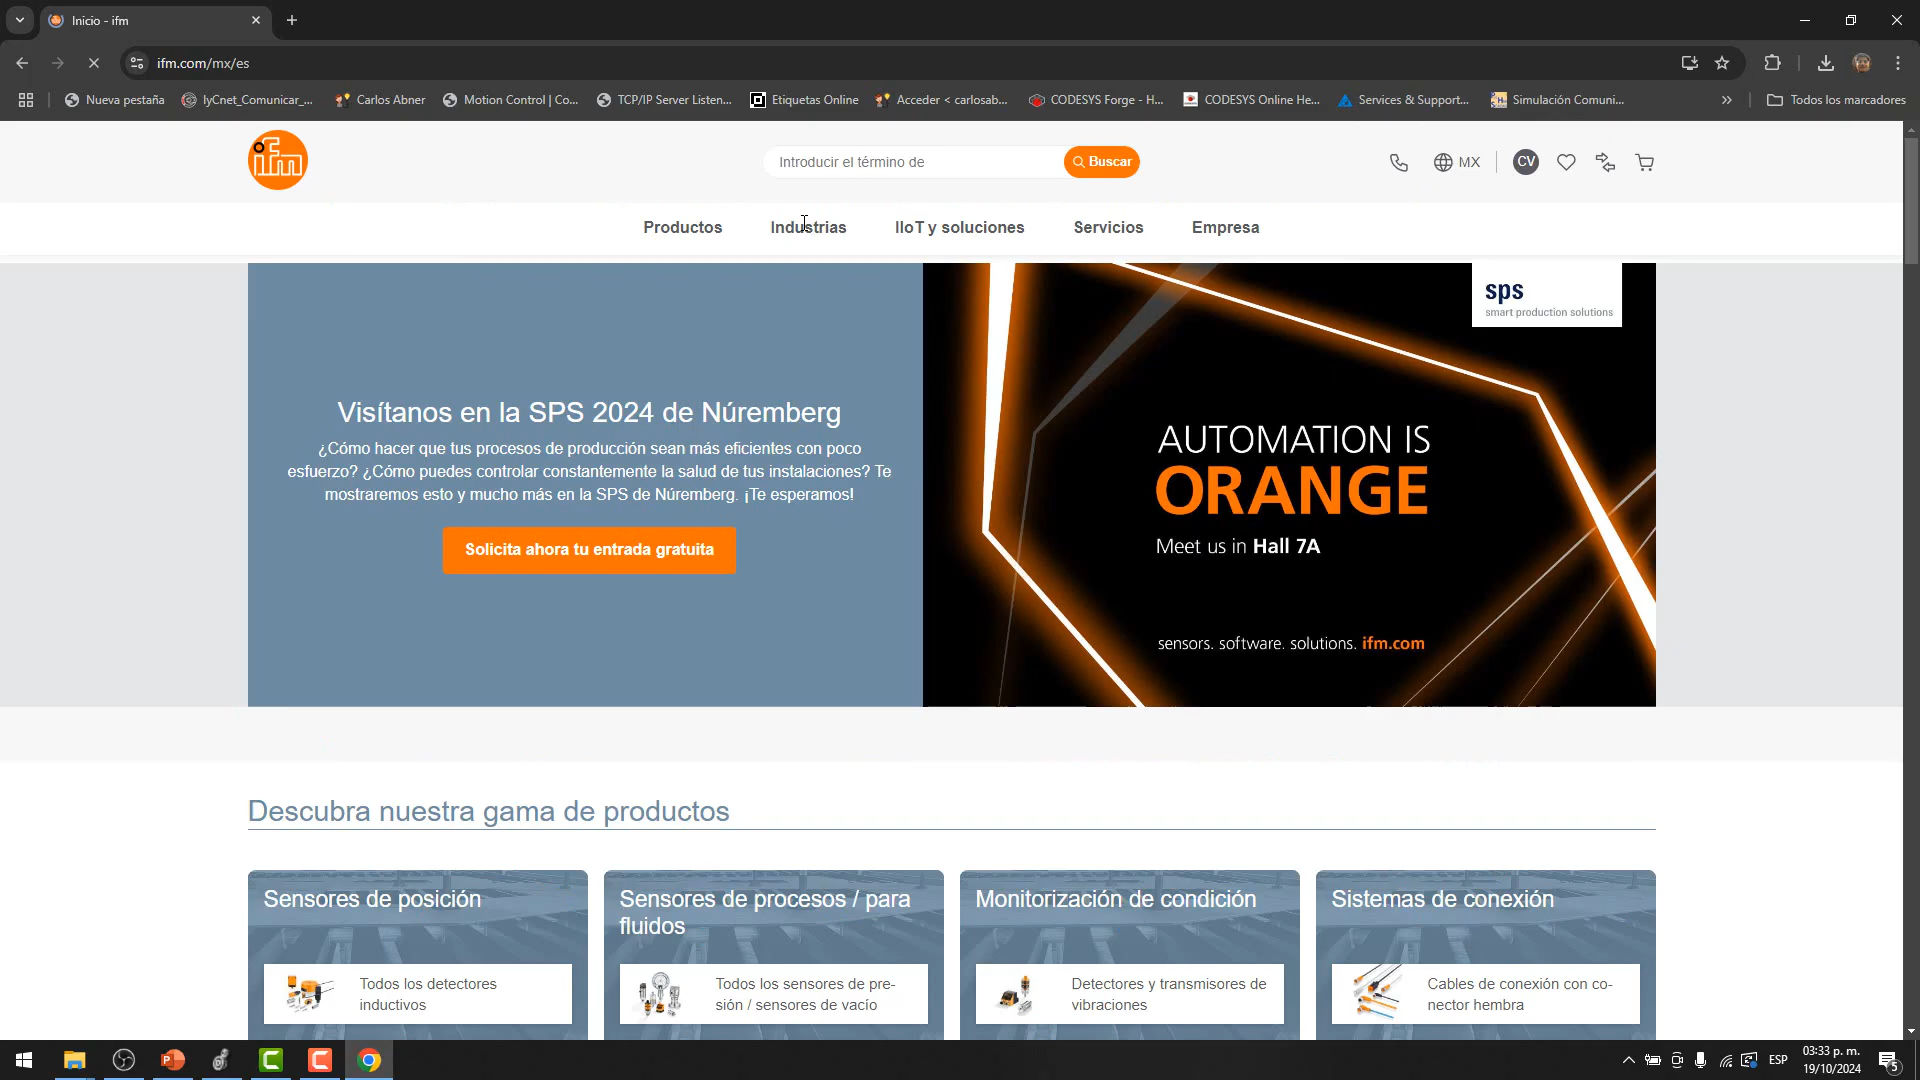 Inicio - ifm
ifm.com/mx/es
Nueva pestaña
IyCnet_Comunicar_...
Carlos Abner
Motion Control | Co...
TCP/IP Server Listen...
Etiquetas Online
Acceder < carlosab...
CODESYS Forge - H...
CODESYS Online He...
Services & Support...
Simulación Comuni...
Todos los marcadores
ifm
Introducir el término de
Buscar
MX
CV
Productos
Industrias
IIoT y soluciones
Servicios
Empresa
Visítanos en la SPS 2024 de Núremberg
¿Cómo hacer que tus procesos de producción sean más eficientes con poco
esfuerzo? ¿Cómo puedes controlar constantemente la salud de tus instalaciones? Te
mostraremos esto y mucho más en la SPS de Núremberg. ¡Te esperamos!
Solicita ahora tu entrada gratuita
sps
smart production solutions
AUTOMATION IS
ORANGE
Meet us in Hall 7A
sensors. software. solutions. ifm.com
Descubra nuestra gama de productos
Sensores de posición
Todos los detectores
inductivos
Sensores de procesos / para
fluidos
Todos los sensores de pre-
sión / sensores de vacío
Monitorización de condición
Detectores y transmisores de
vibraciones
Sistemas de conexión
Cables de conexión con co-
nector hembra
ESP
03:33 p. m.
19/10/2024
5